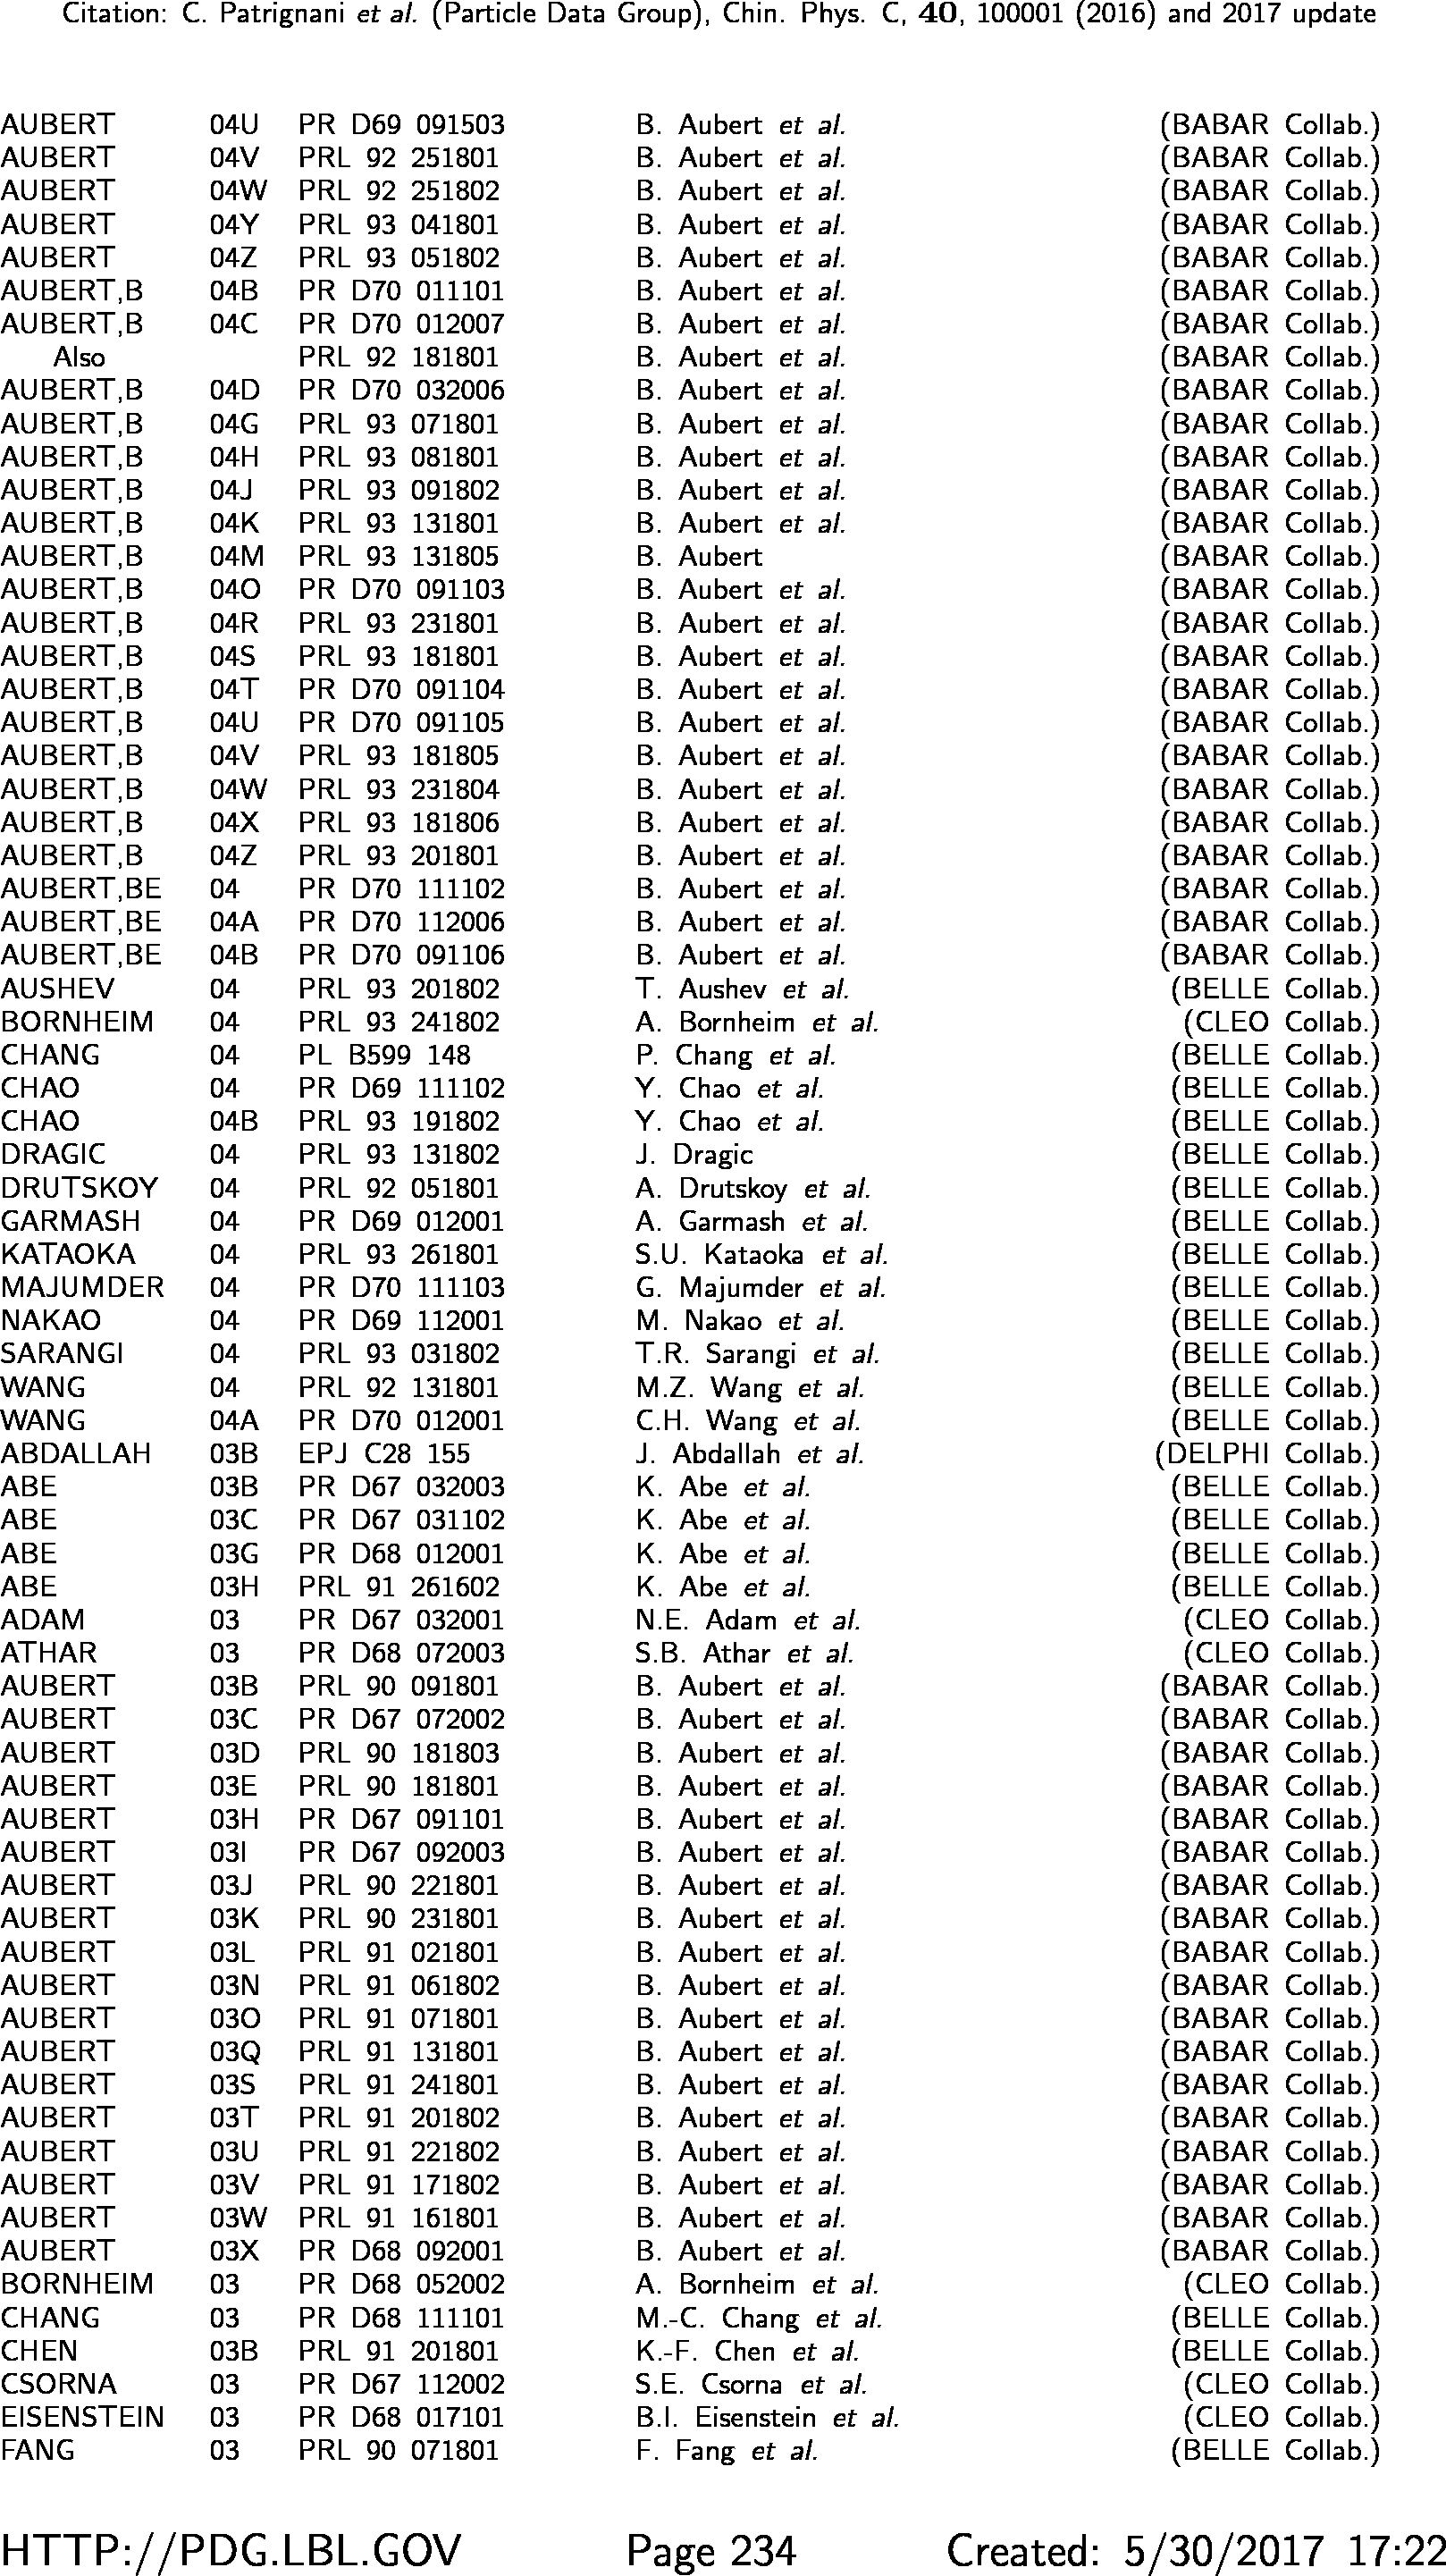 Citation: C. Patrignani et al. (Particle Data Group), Chin. Phys. C, 40, 100001 (2016) and 2017 update
AUBERT 04U PR D69 091503 B. Aubert et al. (BABAR Collab.)
AUBERT 04V PRL 92 251801 B. Aubert et al. (BABAR Collab.)
AUBERT 04W PRL 92 251802 B. Aubert et al. (BABAR Collab.)
AUBERT 04Y PRL 93 041801 B. Aubert et al. (BABAR Collab.)
AUBERT 04Z PRL 93 051802 B. Aubert et al. (BABAR Collab.)
AUBERT,B 04B PR D70 011101 B. Aubert et al. (BABAR Collab.)
AUBERT,B 04C PR D70 012007 B. Aubert et al. (BABAR Collab.)
Also PRL 92 181801 B. Aubert et al. (BABAR Collab.)
AUBERT,B 04D PR D70 032006 B. Aubert et al. (BABAR Collab.)
AUBERT,B 04G PRL 93 071801 B. Aubert et al. (BABAR Collab.)
AUBERT,B 04H PRL 93 081801 B. Aubert et al. (BABAR Collab.)
AUBERT,B 04J PRL 93 091802 B. Aubert et al. (BABAR Collab.)
AUBERT,B 04K PRL 93 131801 B. Aubert et al. (BABAR Collab.)
AUBERT,B 04M PRL 93 131805 B. Aubert (BABAR Collab.)
AUBERT,B 04O PR D70 091103 B. Aubert et al. (BABAR Collab.)
AUBERT,B 04R PRL 93 231801 B. Aubert et al. (BABAR Collab.)
AUBERT,B 04S PRL 93 181801 B. Aubert et al. (BABAR Collab.)
AUBERT,B 04T PR D70 091104 B. Aubert et al. (BABAR Collab.)
AUBERT,B 04U PR D70 091105 B. Aubert et al. (BABAR Collab.)
AUBERT,B 04V PRL 93 181805 B. Aubert et al. (BABAR Collab.)
AUBERT,B 04W PRL 93 231804 B. Aubert et al. (BABAR Collab.)
AUBERT,B 04X PRL 93 181806 B. Aubert et al. (BABAR Collab.)
AUBERT,B 04Z PRL 93 201801 B. Aubert et al. (BABAR Collab.)
AUBERT,BE 04 PR D70 111102 B. Aubert et al. (BABAR Collab.)
AUBERT,BE 04A PR D70 112006 B. Aubert et al. (BABAR Collab.)
AUBERT,BE 04B PR D70 091106 B. Aubert et al. (BABAR Collab.)
AUSHEV 04 PRL 93 201802 T. Aushev et al. (BELLE Collab.)
BORNHEIM 04 PRL 93 241802 A. Bornheim et al. (CLEO Collab.)
CHANG 04 PL B599 148 P. Chang et al. (BELLE Collab.)
CHAO 04 PR D69 111102 Y. Chao et al. (BELLE Collab.)
CHAO 04B PRL 93 191802 Y. Chao et al. (BELLE Collab.)
DRAGIC 04 PRL 93 131802 J. Dragic (BELLE Collab.)
DRUTSKOY 04 PRL 92 051801 A. Drutskoy et al. (BELLE Collab.)
GARMASH 04 PR D69 012001 A. Garmash et al. (BELLE Collab.)
KATAOKA 04 PRL 93 261801 S.U. Kataoka et al. (BELLE Collab.)
MAJUMDER 04 PR D70 111103 G. Majumder et al. (BELLE Collab.)
NAKAO 04 PR D69 112001 M. Nakao et al. (BELLE Collab.)
SARANGI 04 PRL 93 031802 T.R. Sarangi et al. (BELLE Collab.)
WANG 04 PRL 92 131801 M.Z. Wang et al. (BELLE Collab.)
WANG 04A PR D70 012001 C.H. Wang et al. (BELLE Collab.)
ABDALLAH 03B EPJ C28 155 J. Abdallah et al. (DELPHI Collab.)
ABE 03B PR D67 032003 K. Abe et al. (BELLE Collab.)
ABE 03C PR D67 031102 K. Abe et al. (BELLE Collab.)
ABE 03G PR D68 012001 K. Abe et al. (BELLE Collab.)
ABE 03H PRL 91 261602 K. Abe et al. (BELLE Collab.)
ADAM 03 PR D67 032001 N.E. Adam et al. (CLEO Collab.)
ATHAR 03 PR D68 072003 S.B. Athar et al. (CLEO Collab.)
AUBERT 03B PRL 90 091801 B. Aubert et al. (BABAR Collab.)
AUBERT 03C PR D67 072002 B. Aubert et al. (BABAR Collab.)
AUBERT 03D PRL 90 181803 B. Aubert et al. (BABAR Collab.)
AUBERT 03E PRL 90 181801 B. Aubert et al. (BABAR Collab.)
AUBERT 03H PR D67 091101 B. Aubert et al. (BABAR Collab.)
AUBERT 03I PR D67 092003 B. Aubert et al. (BABAR Collab.)
AUBERT 03J PRL 90 221801 B. Aubert et al. (BABAR Collab.)
AUBERT 03K PRL 90 231801 B. Aubert et al. (BABAR Collab.)
AUBERT 03L PRL 91 021801 B. Aubert et al. (BABAR Collab.)
AUBERT 03N PRL 91 061802 B. Aubert et al. (BABAR Collab.)
AUBERT 03O PRL 91 071801 B. Aubert et al. (BABAR Collab.)
AUBERT 03Q PRL 91 131801 B. Aubert et al. (BABAR Collab.)
AUBERT 03S PRL 91 241801 B. Aubert et al. (BABAR Collab.)
AUBERT 03T PRL 91 201802 B. Aubert et al. (BABAR Collab.)
AUBERT 03U PRL 91 221802 B. Aubert et al. (BABAR Collab.)
AUBERT 03V PRL 91 171802 B. Aubert et al. (BABAR Collab.)
AUBERT 03W PRL 91 161801 B. Aubert et al. (BABAR Collab.)
AUBERT 03X PR D68 092001 B. Aubert et al. (BABAR Collab.)
BORNHEIM 03 PR D68 052002 A. Bornheim et al. (CLEO Collab.)
CHANG 03 PR D68 111101 M.-C. Chang et al. (BELLE Collab.)
CHEN 03B PRL 91 201801 K.-F. Chen et al. (BELLE Collab.)
CSORNA 03 PR D67 112002 S.E. Csorna et al. (CLEO Collab.)
EISENSTEIN 03 PR D68 017101 B.I. Eisenstein et al. (CLEO Collab.)
FANG 03 PRL 90 071801 F. Fang et al. (BELLE Collab.)
HTTP://PDG.LBL.GOV Page 234 Created: 5/30/2017 17:22